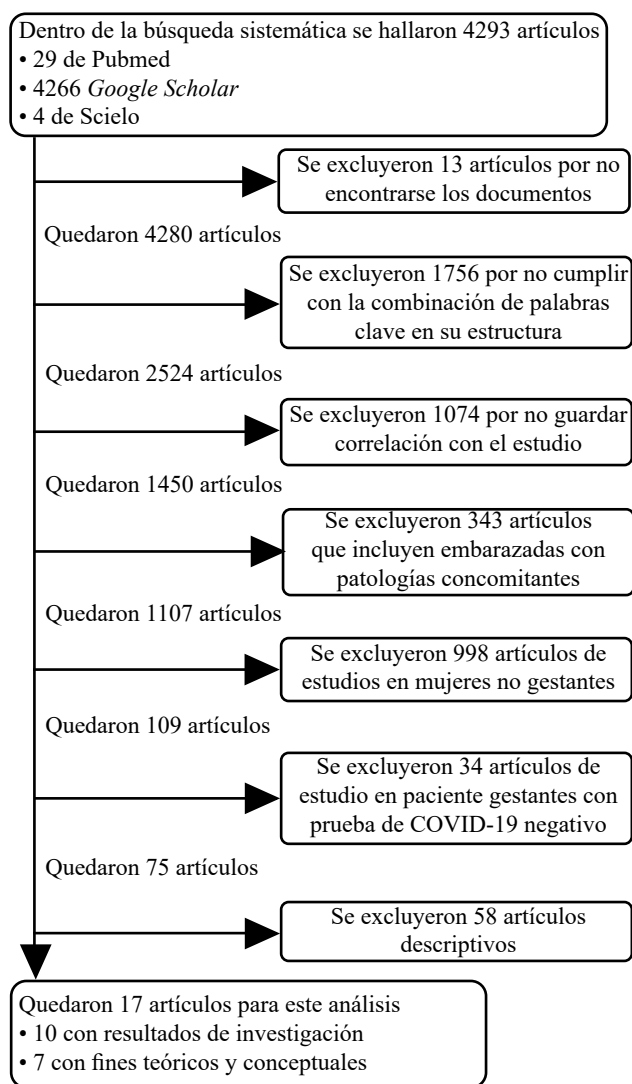 Dentro de la búsqueda sistemática se hallaron 4293 artículos
• 29 de Pubmed
• 4266 Google Scholar
• 4 de Scielo
Se excluyeron 13 artículos por no
encontrarse los documentos
Quedaron 4280 artículos
Se excluyeron 1756 por no cumplir
con la combinación de palabras
clave en su estructura
Quedaron 2524 artículos
Se excluyeron 1074 por no guardar
correlación con el estudio
Quedaron 1450 artículos
Se excluyeron 343 artículos
que incluyen embarazadas con
patologías concomitantes
Quedaron 1107 artículos
Se excluyeron 998 artículos de
estudios en mujeres no gestantes
Quedaron 109 artículos
Se excluyeron 34 artículos de
estudio en paciente gestantes con
prueba de COVID-19 negativo
Quedaron 75 artículos
Se excluyeron 58 artículos
descriptivos
Quedaron 17 artículos para este análisis
• 10 con resultados de investigación
• 7 con fines teóricos y conceptuales